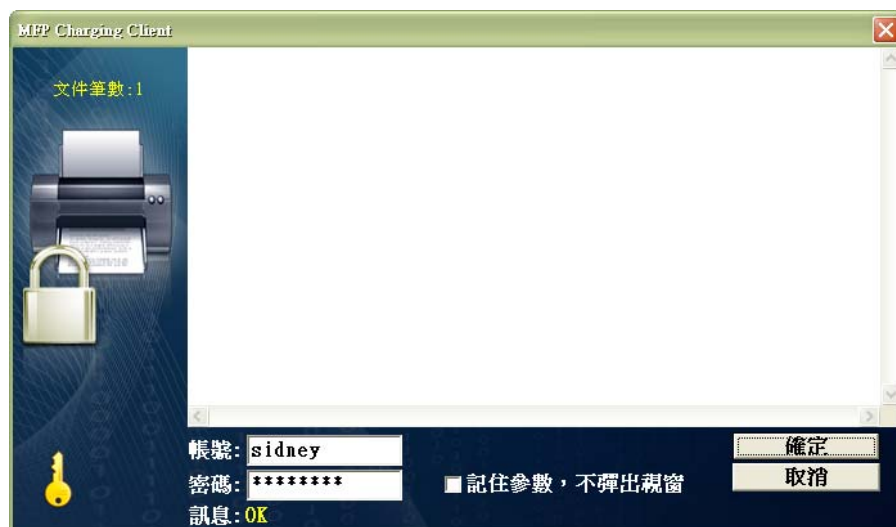 MFP Charging Client
文件筆數:1
帳號: sidney
密碼: ********
記住參數，不彈出視窗
訊息:OK
確定
取消